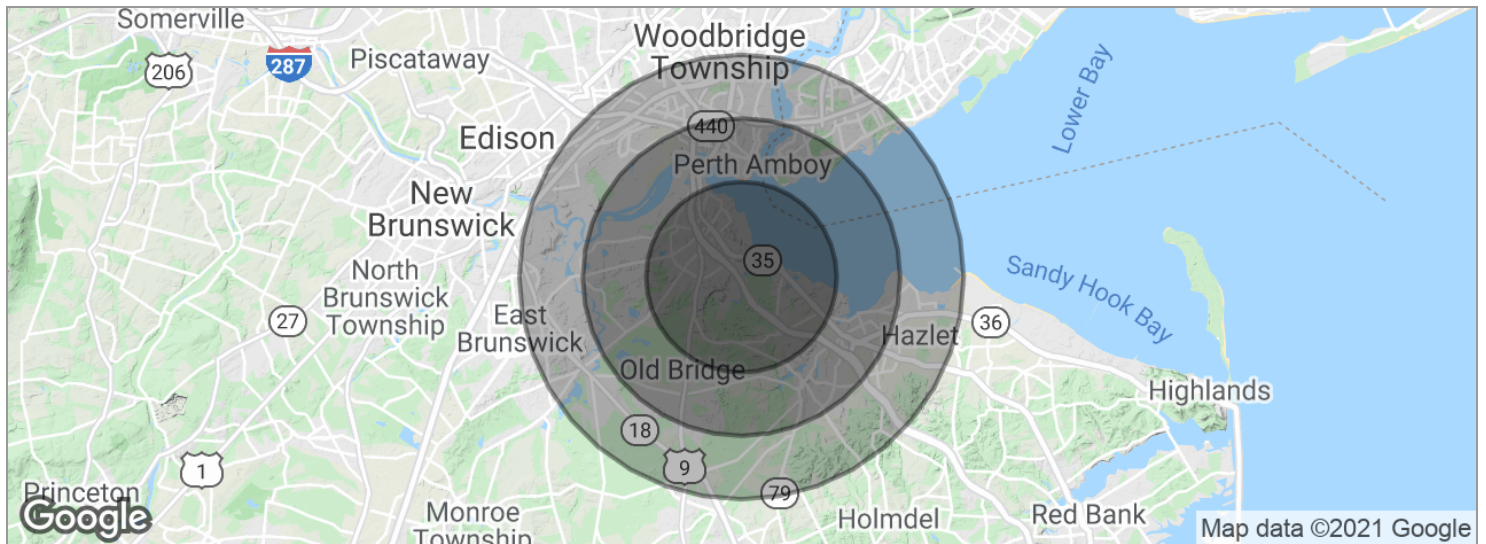 Somerville
206
287
Piscataway
Woodbridge
Township
Lower Bay
440
Edison
Perth Amboy
New
Brunswick
35
North
Brunswick
Township
27
East
Brunswick
Sandy Hook Bay
36
Hazlet
Old Bridge
Highlands
18
9
1
79
Princeton
Google
Monroe
Township
Holmdel
Red Bank
Map data ©2021 Google